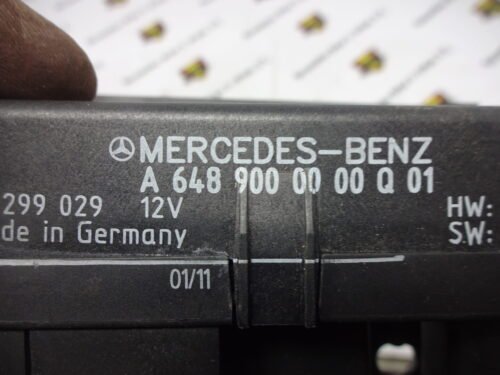 MERCEDES-BENZ
A 648 900 00 00 Q 01
299 029 12V HW:
de in Germany SW:
01/11